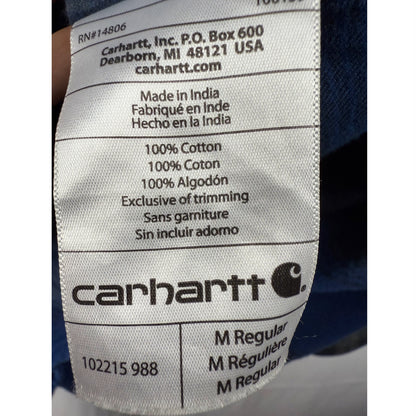 RN#14806
Carhartt, Inc. P.O. Box 600
Dearborn, MI 48121 USA
carhartt.com
Made in India
Fabriqué en Inde
Hecho en la India
100% Cotton
100% Coton
100% Algodón
Exclusive of trimming
Sans garniture
Sin incluir adorno
carhartt
102215 988
M Regular
M Régulière
M Regular